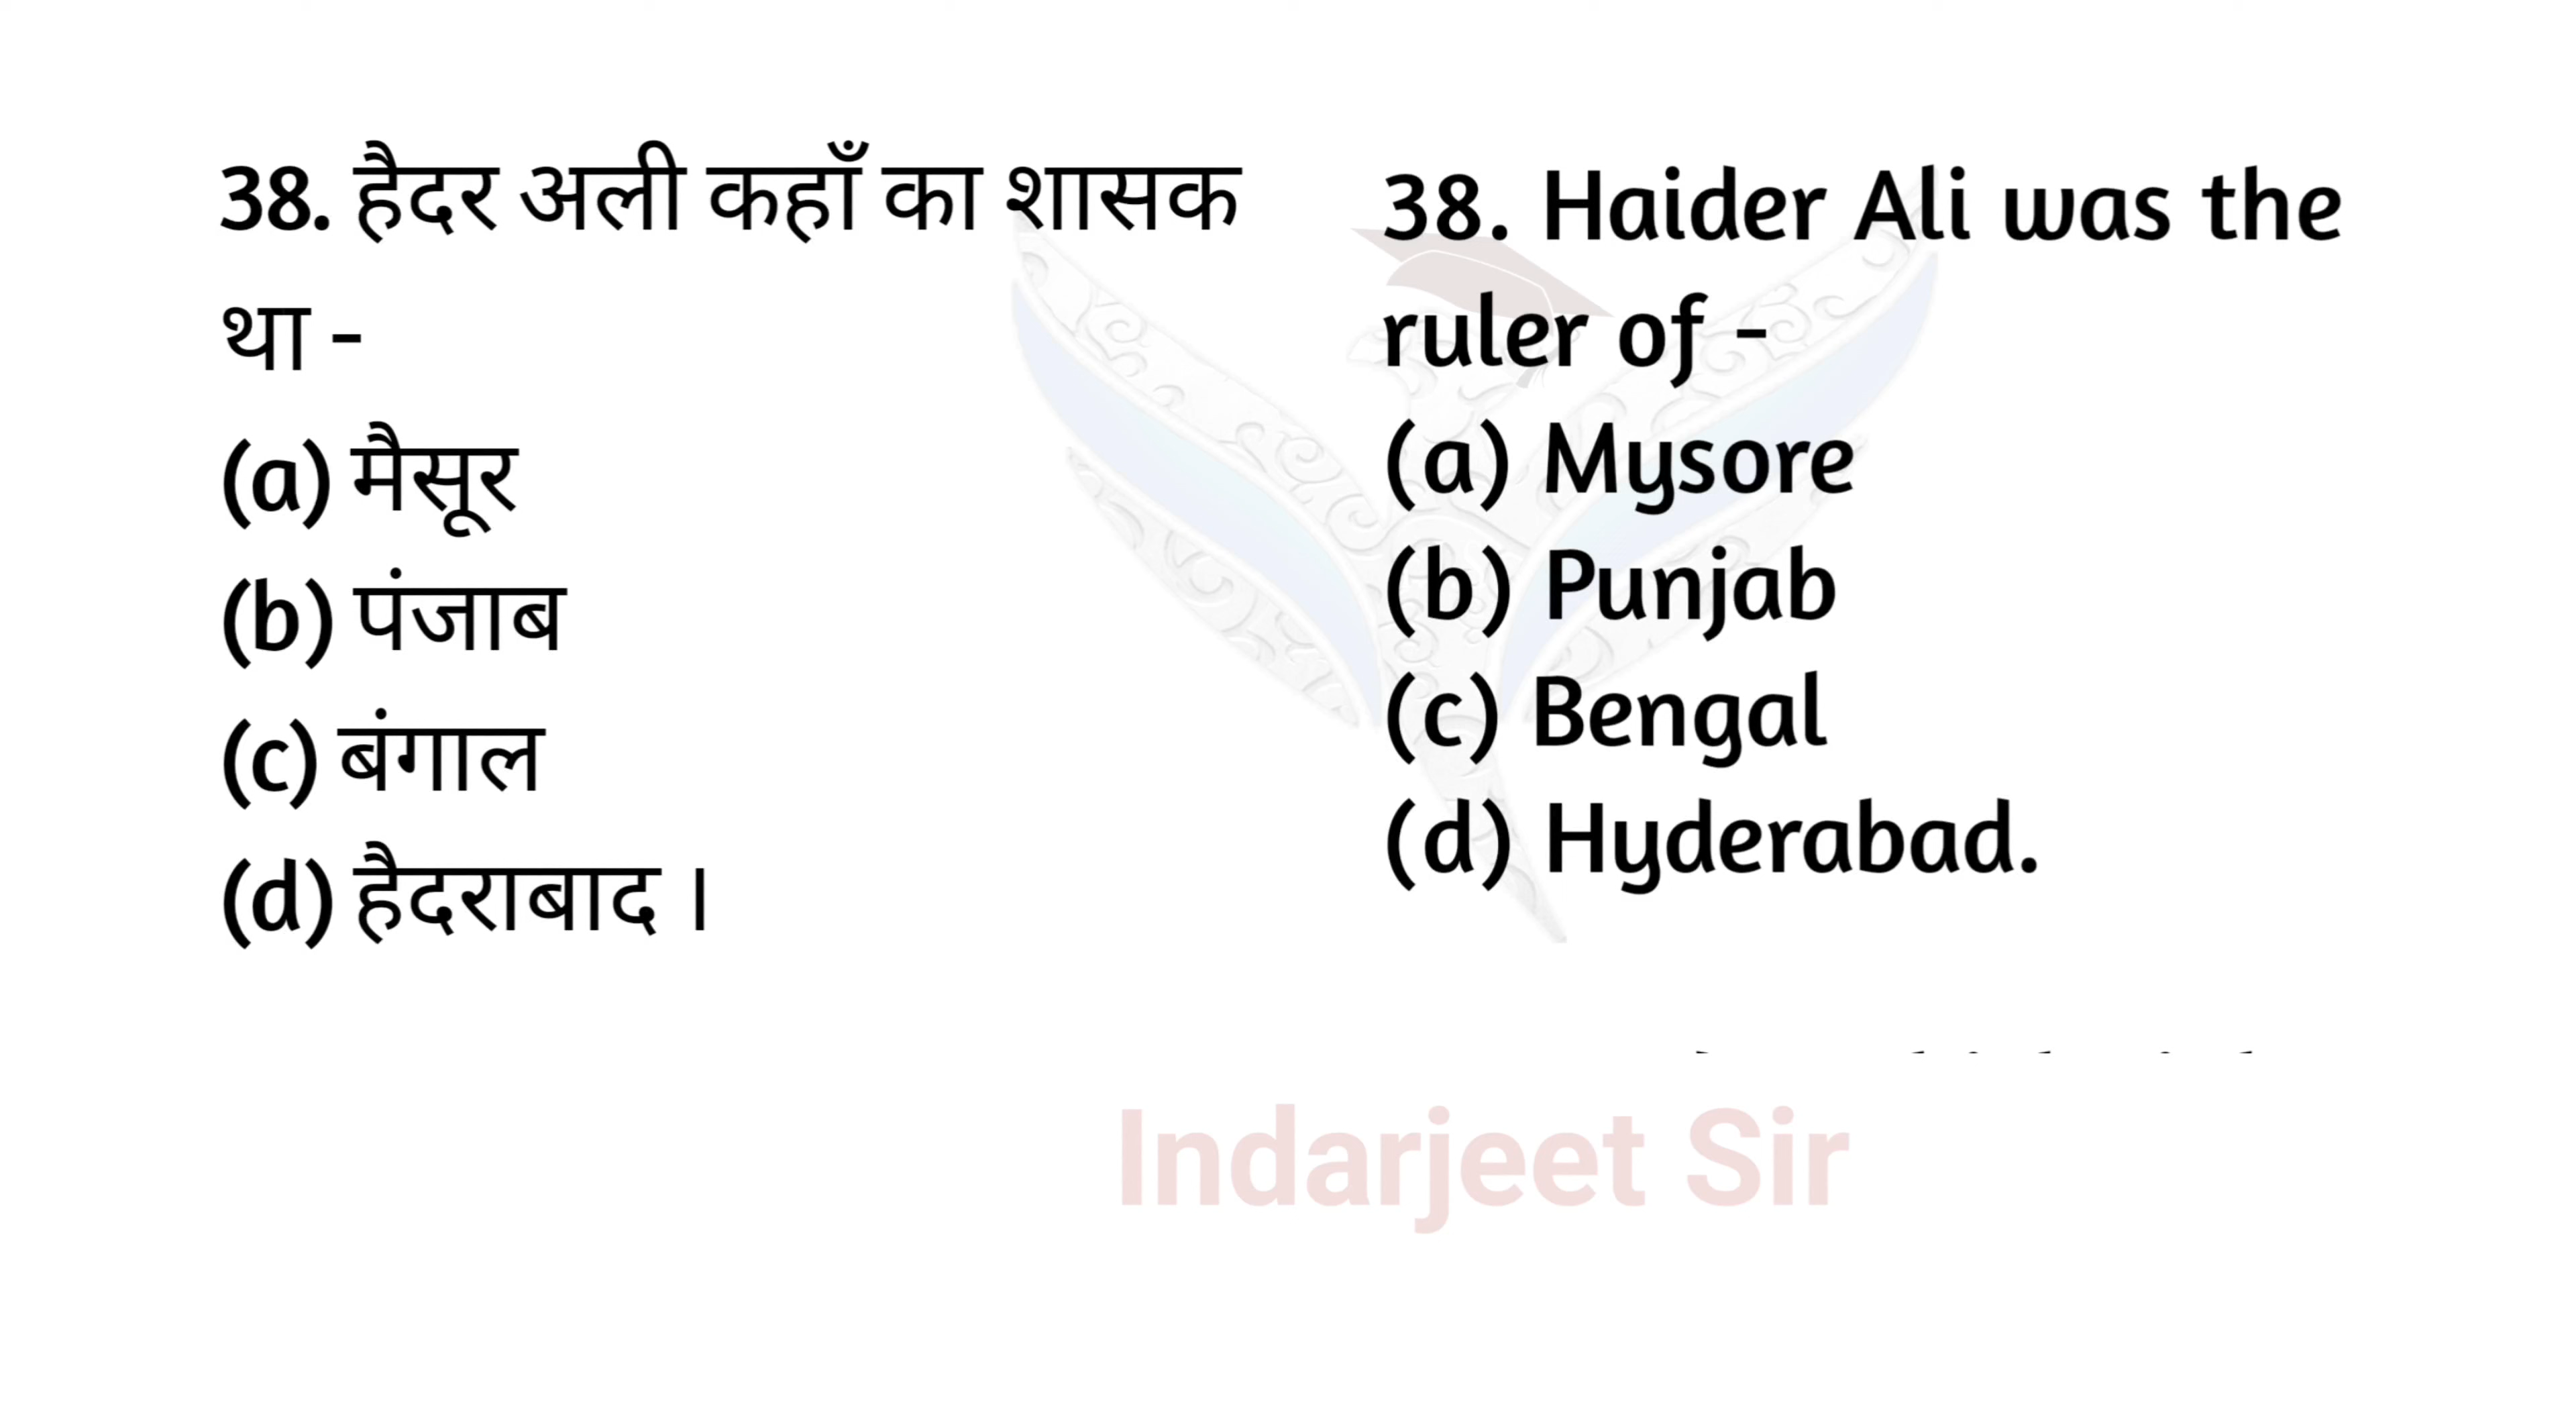 38. हैदर अली कहाँ का शासक
था -
(a) मैसूर
(b) पंजाब
(c) बंगाल
(d) हैदराबाद ।
38. Haider Ali was the
ruler of -
(a) Mysore
(b) Punjab
(c) Bengal
(d) Hyderabad.
Indarjeet Sir